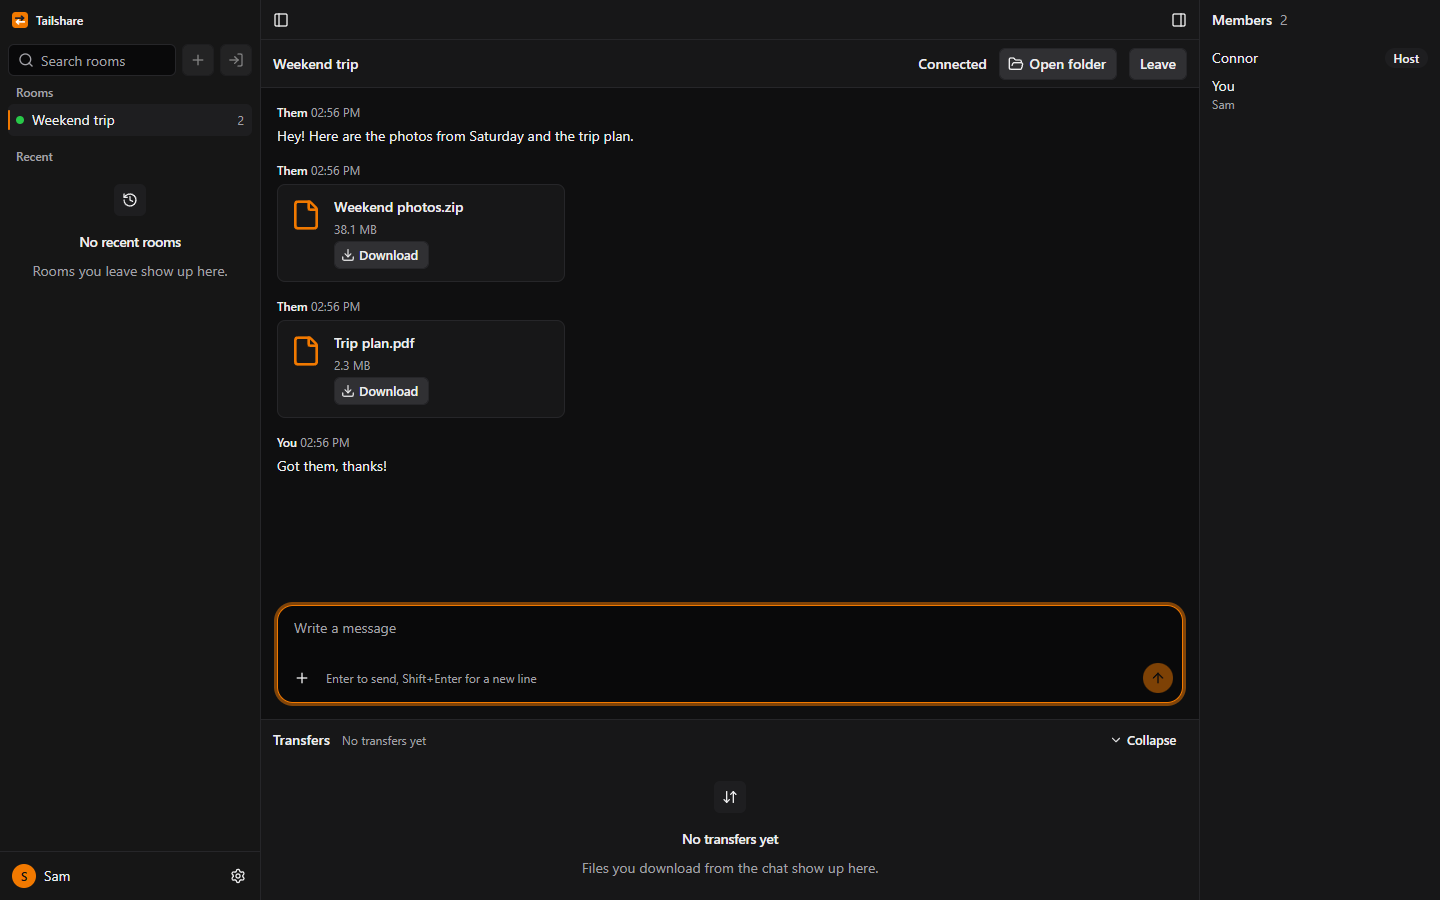 Tailshare
Search rooms
Rooms
Weekend trip 2
Recent
No recent rooms
Rooms you leave show up here.
S Sam
Weekend trip
Connected
Open folder
Leave
Them 02:56 PM
Hey! Here are the photos from Saturday and the trip plan.
Them 02:56 PM
Weekend photos.zip
38.1 MB
Download
Them 02:56 PM
Trip plan.pdf
2.3 MB
Download
You 02:56 PM
Got them, thanks!
Write a message
Enter to send, Shift+Enter for a new line
Transfers No transfers yet
Collapse
No transfers yet
Files you download from the chat show up here.
Members 2
Connor Host
You
Sam